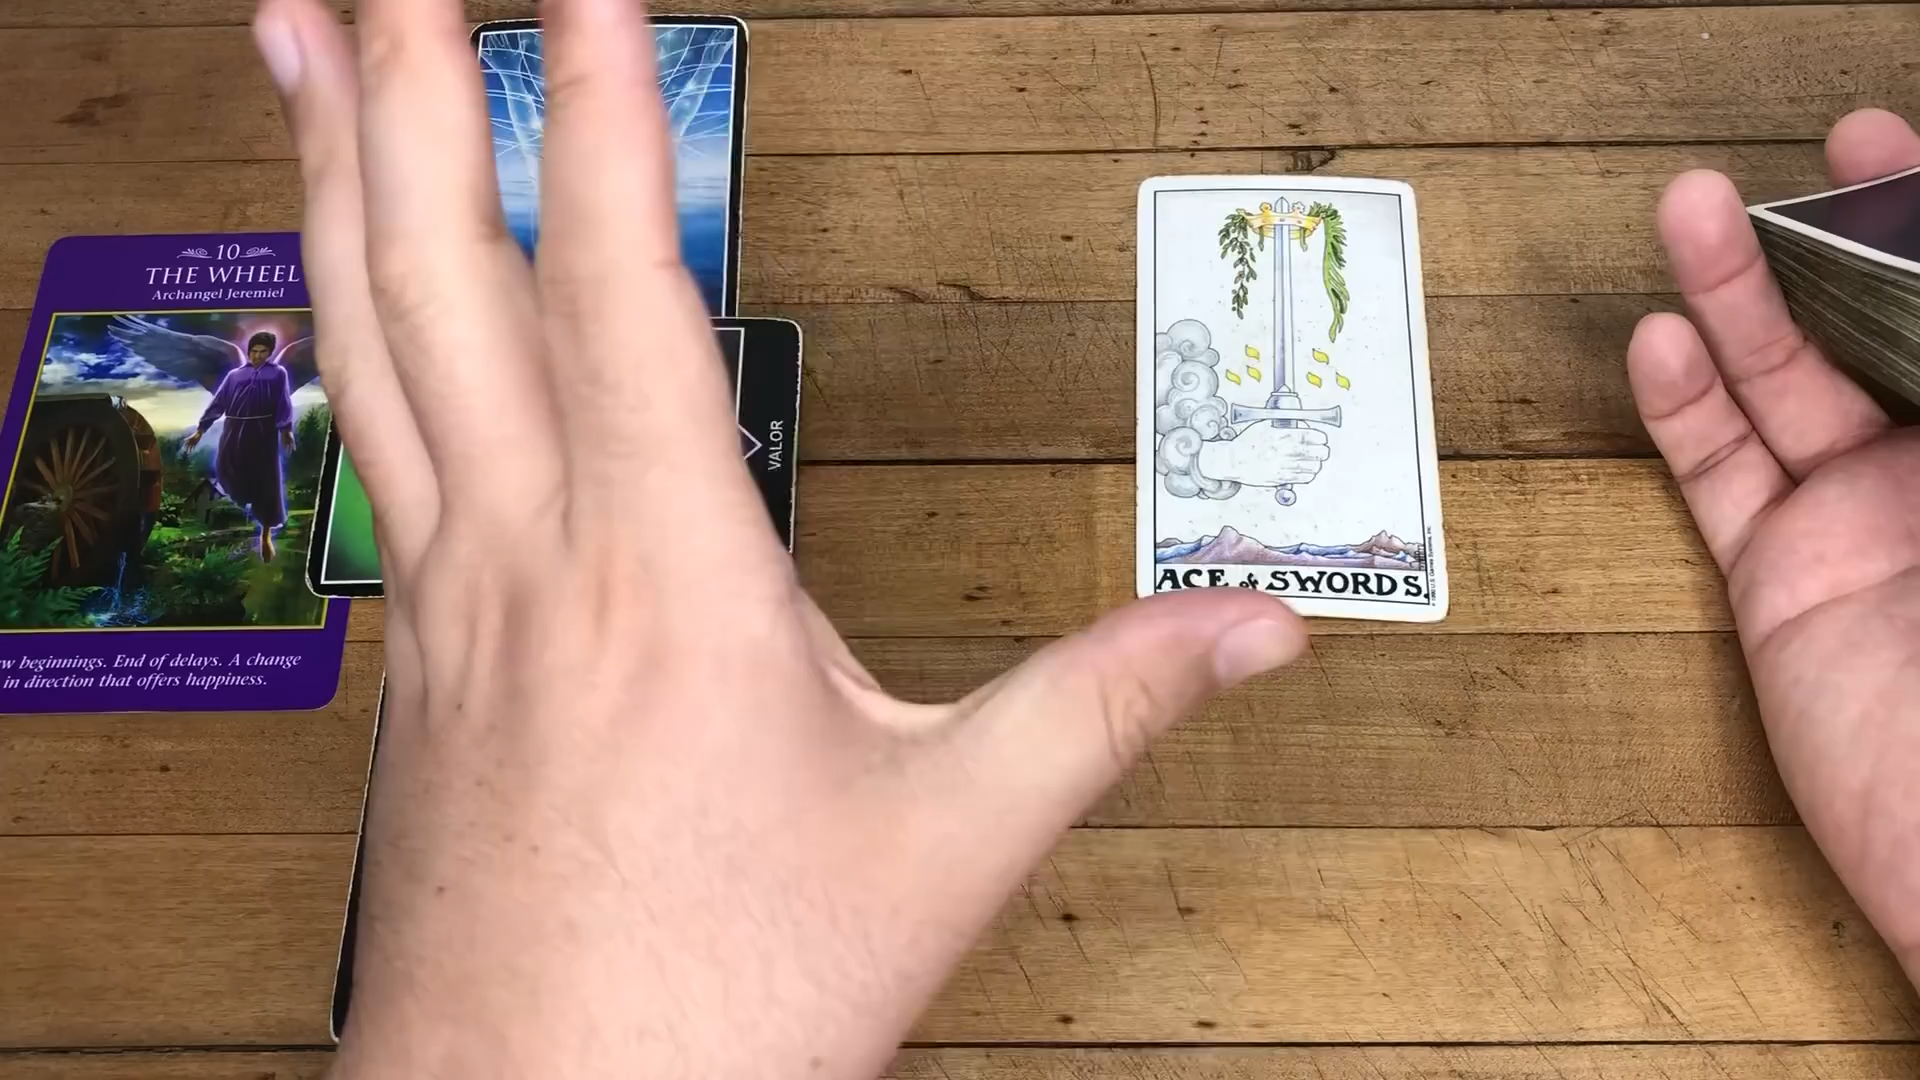 10
THE WHEEL
Archangel Jeremiel
beginnings. End of delays. A change
in direction that offers happiness.
VALOR
ACE of SWORDS.